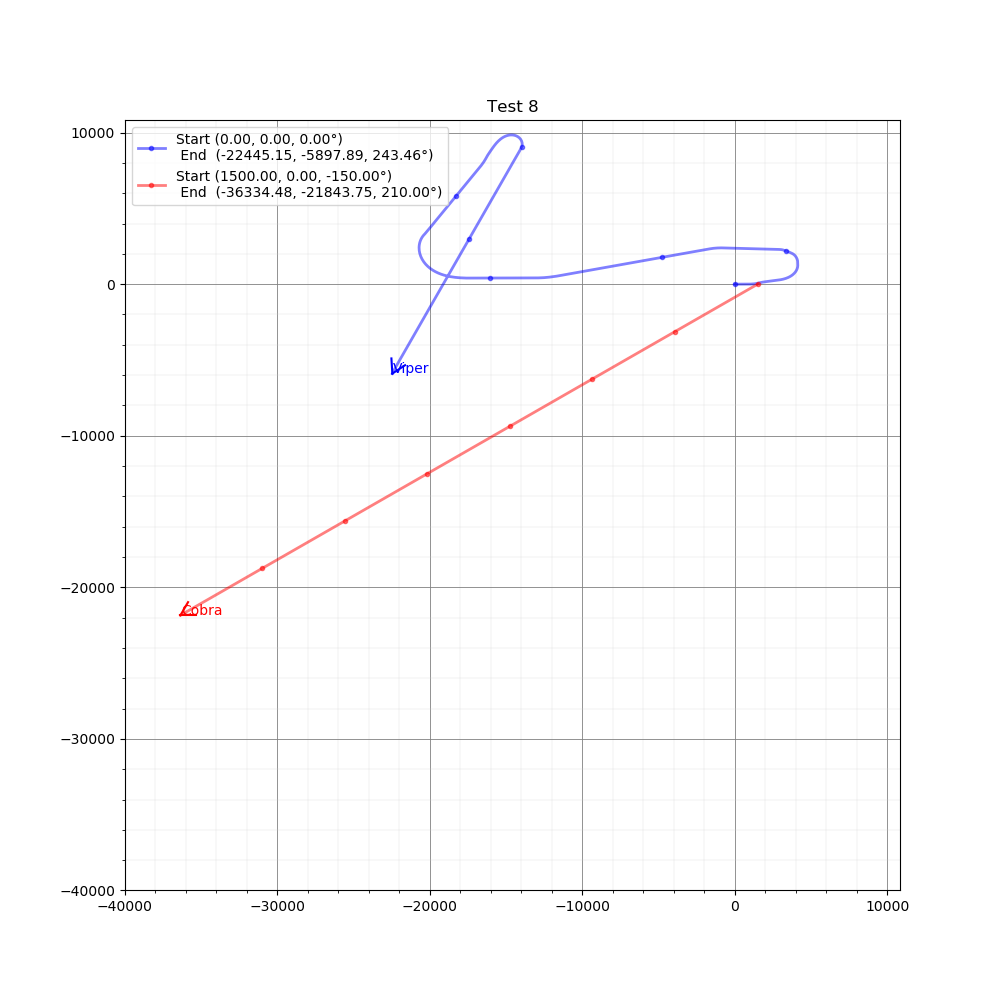 Test 8
Start (0.00, 0.00, 0.00°)
End (-22445.15, -5897.89, 243.46°)
Start (1500.00, 0.00, -150.00°)
End (-36334.48, -21843.75, 210.00°)
10000
0
−10000
−20000
−30000
−40000
Viper
Cobra
−40000
−30000
−20000
−10000
0
10000